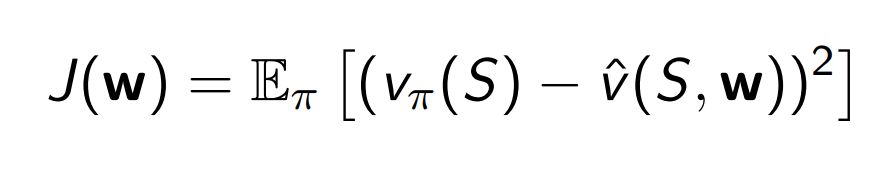 J(𝐰) = 𝔼_π [(v_π(S) − v̂(S, 𝐰))²]